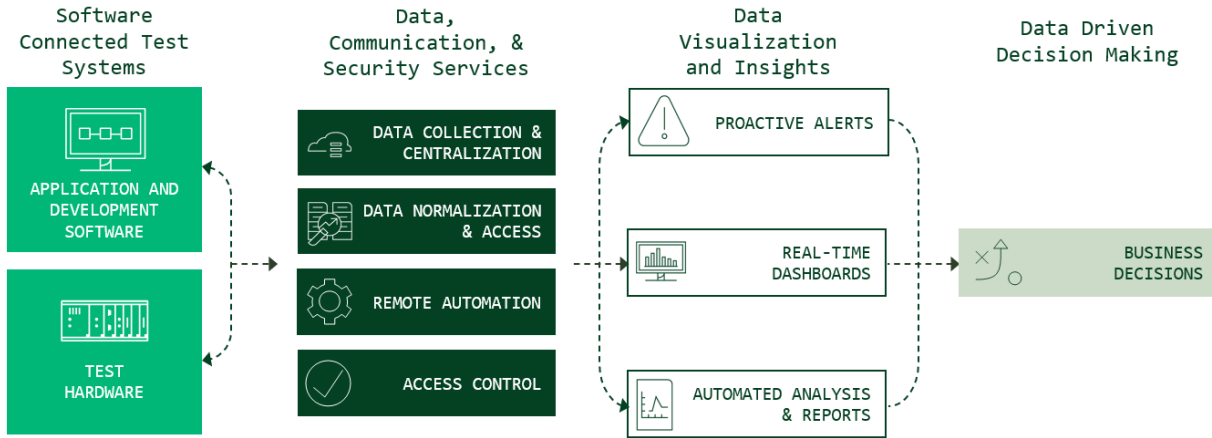 Software
Connected Test
Systems
Data,
Communication, &
Security Services
Data
Visualization
and Insights
Data Driven
Decision Making
APPLICATION AND
DEVELOPMENT
SOFTWARE
TEST
HARDWARE
DATA COLLECTION &
CENTRALIZATION
DATA NORMALIZATION
& ACCESS
REMOTE AUTOMATION
ACCESS CONTROL
PROACTIVE ALERTS
REAL-TIME
DASHBOARDS
AUTOMATED ANALYSIS
& REPORTS
BUSINESS
DECISIONS